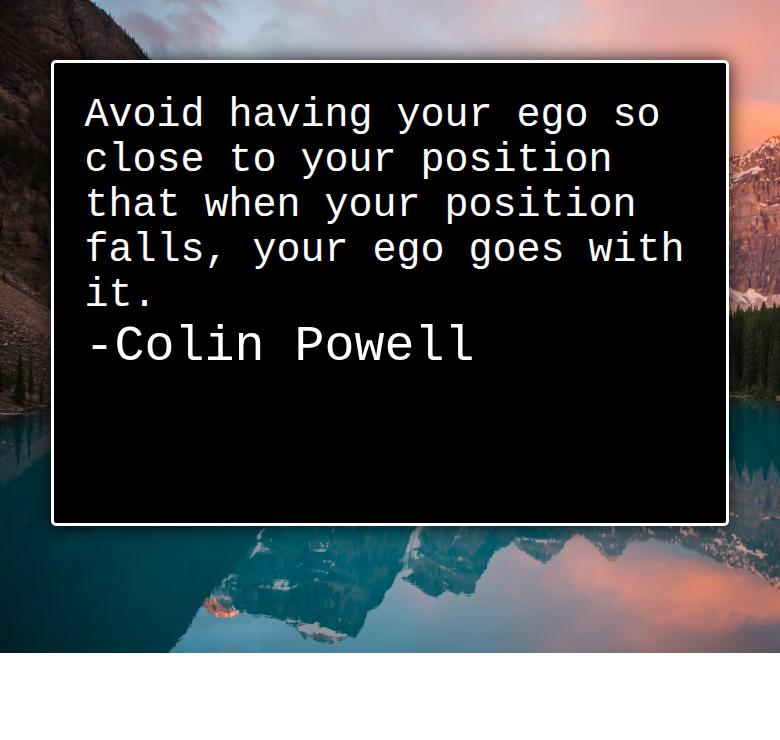 Avoid having your ego so
close to your position
that when your position
falls, your ego goes with
it.
-Colin Powell